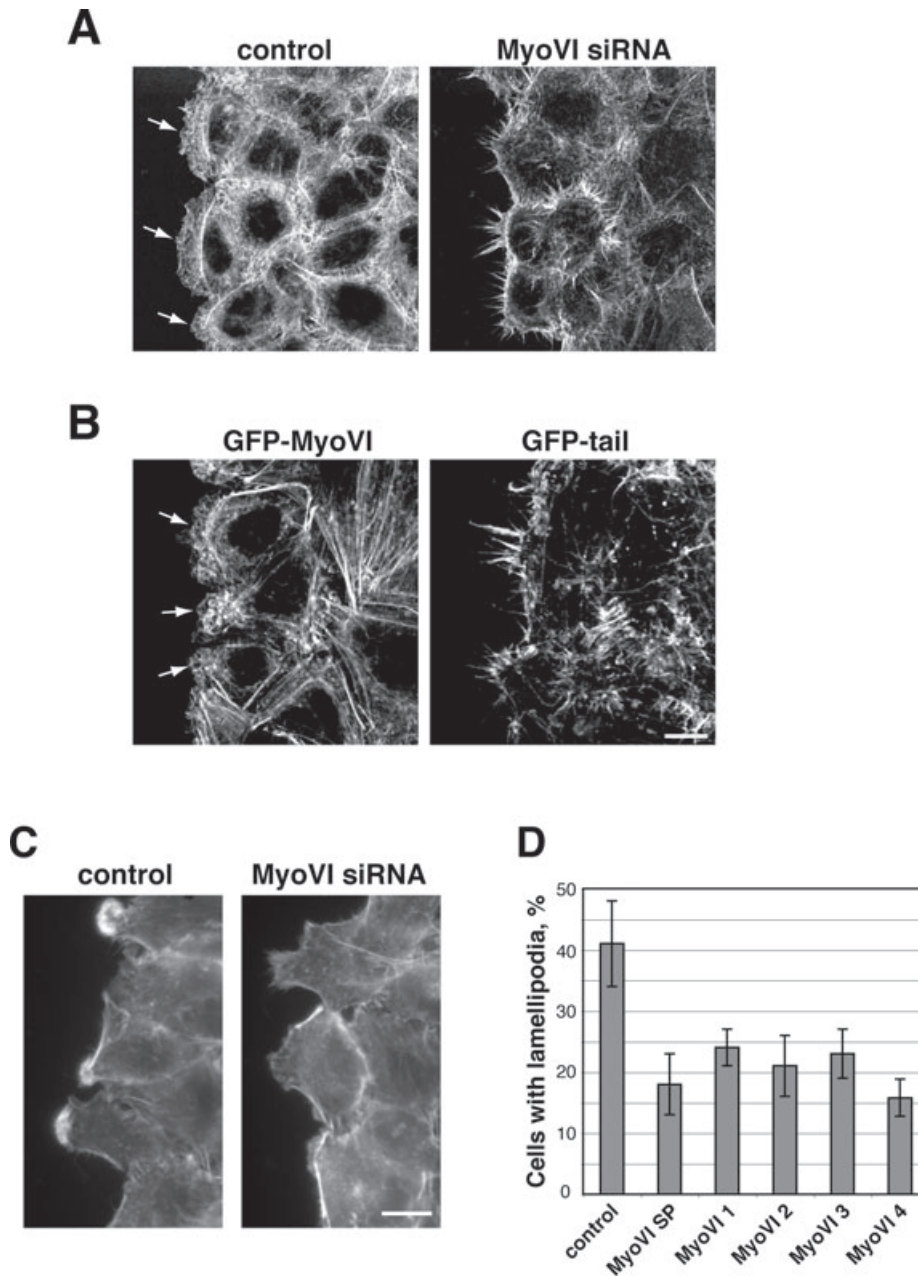 A
control
MyoVI siRNA
B
GFP-MyoVI
GFP-tail
C
control
MyoVI siRNA
D
Cells with lamellipodia, %
50
40
30
20
10
0
control
MyoVI SP
MyoVI 1
MyoVI 2
MyoVI 3
MyoVI 4